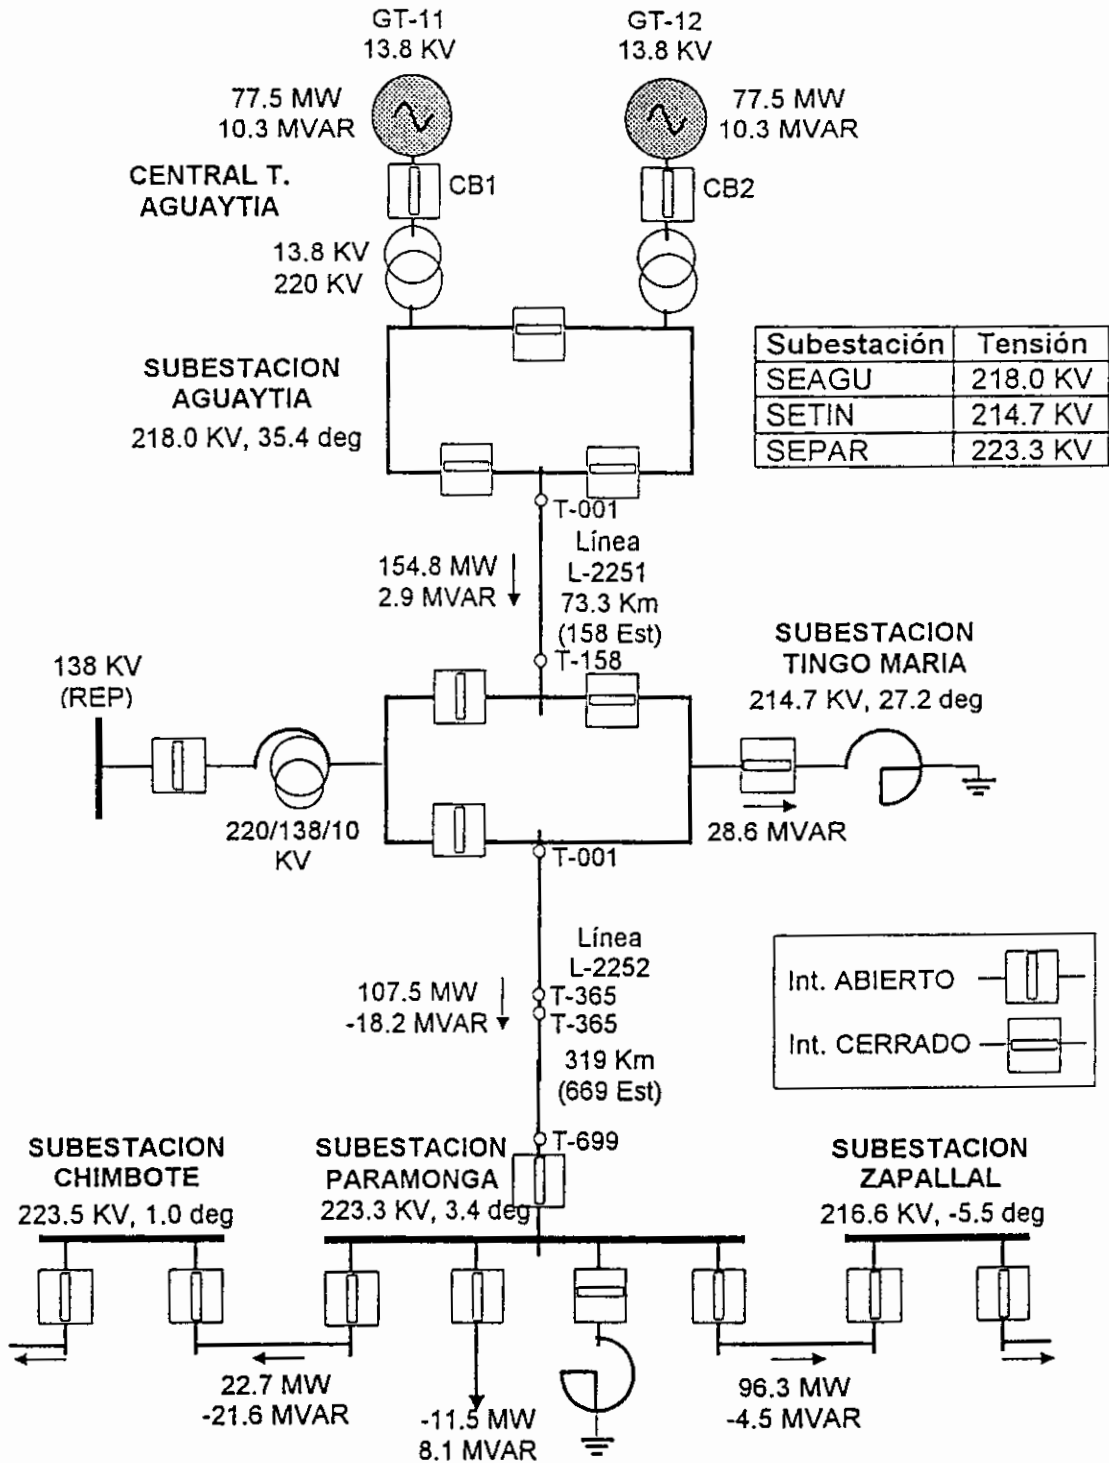 GT-11
13.8 KV
GT-12
13.8 KV
77.5 MW
10.3 MVAR
77.5 MW
10.3 MVAR
CENTRAL T.
AGUAYTIA
CB1
CB2
13.8 KV
220 KV
SUBESTACION
AGUAYTIA
218.0 KV, 35.4 deg
Subestación Tensión
SEAGU 218.0 KV
SETIN 214.7 KV
SEPAR 223.3 KV
T-001
Línea
L-2251
73.3 Km
(158 Est)
154.8 MW
2.9 MVAR
T-158
SUBESTACION
TINGO MARIA
214.7 KV, 27.2 deg
138 KV
(REP)
220/138/10
KV
28.6 MVAR
T-001
Línea
L-2252
107.5 MW
-18.2 MVAR
T-365
T-365
319 Km
(669 Est)
Int. ABIERTO
Int. CERRADO
T-699
SUBESTACION
CHIMBOTE
223.5 KV, 1.0 deg
SUBESTACION
PARAMONGA
223.3 KV, 3.4 deg
SUBESTACION
ZAPALLAL
216.6 KV, -5.5 deg
22.7 MW
-21.6 MVAR
-11.5 MW
8.1 MVAR
96.3 MW
-4.5 MVAR